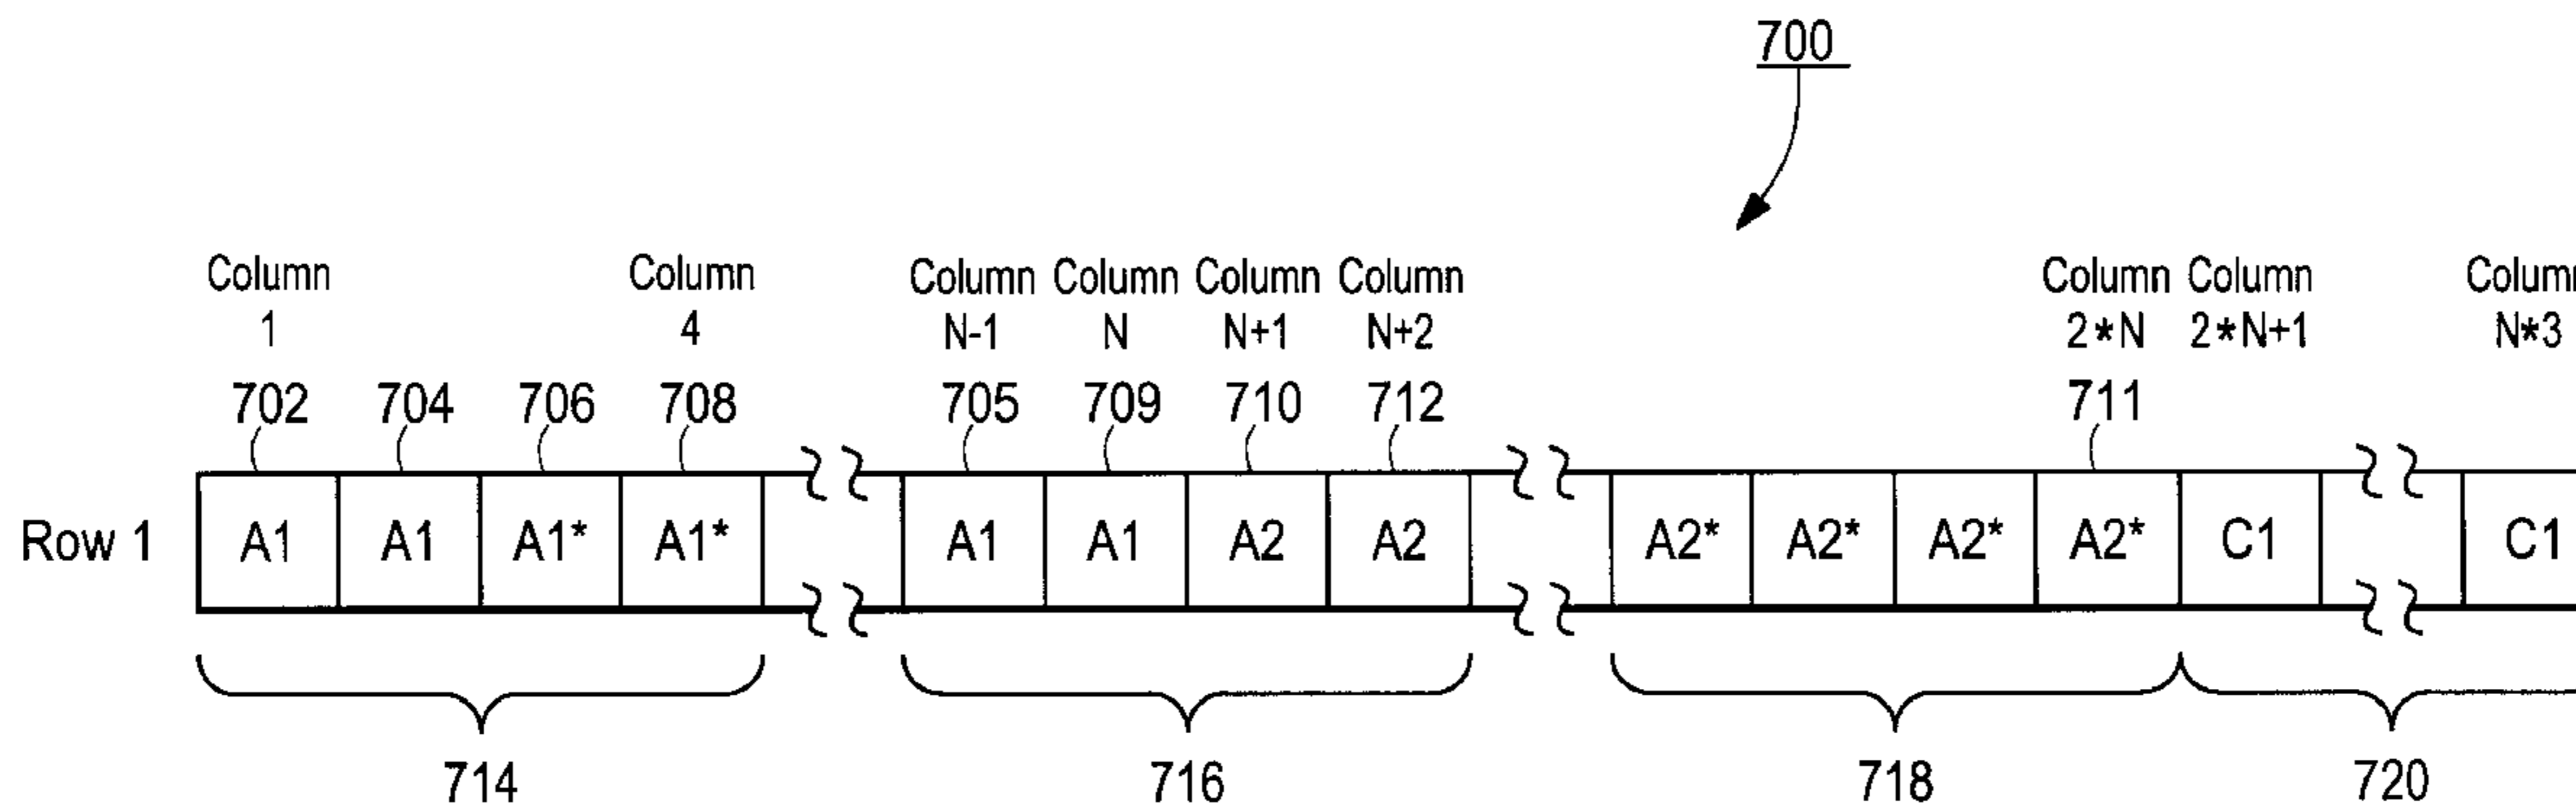 700
Column Column Column Column Column Column Column Column
1 4 N-1 N N+1 N+2 2*N 2*N+1 N*3
702 704 706 708 705 709 710 712 711
Row 1 A1 A1 A1* A1* A1 A1 A2 A2 A2* A2* A2* A2* C1 C1
714 716 718 720